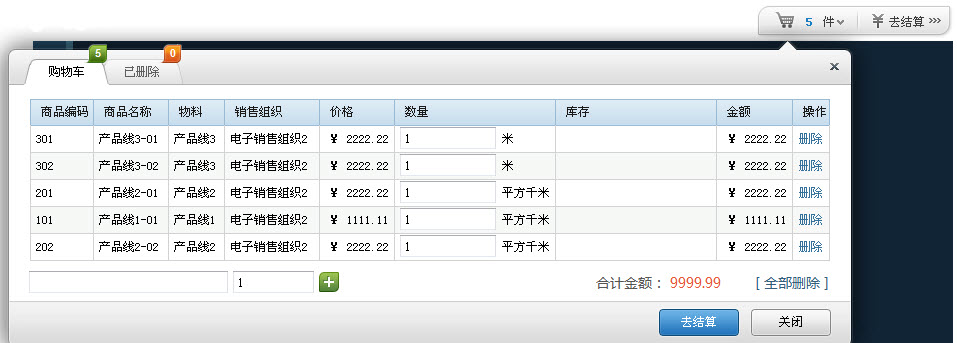 5 件 去结算 »»
购物车 5 已删除 0 ×
商品编码 商品名称 物料 销售组织 价格 数量 库存 金额 操作
301 产品线3-01 产品线3 电子销售组织2 ¥ 2222.22 1 米 ¥ 2222.22 删除
302 产品线3-02 产品线3 电子销售组织2 ¥ 2222.22 1 米 ¥ 2222.22 删除
201 产品线2-01 产品线2 电子销售组织2 ¥ 2222.22 1 平方千米 ¥ 2222.22 删除
101 产品线1-01 产品线1 电子销售组织2 ¥ 1111.11 1 平方千米 ¥ 1111.11 删除
202 产品线2-02 产品线2 电子销售组织2 ¥ 2222.22 1 平方千米 ¥ 2222.22 删除
1 合计金额： 9999.99 [ 全部删除 ]
去结算 关闭